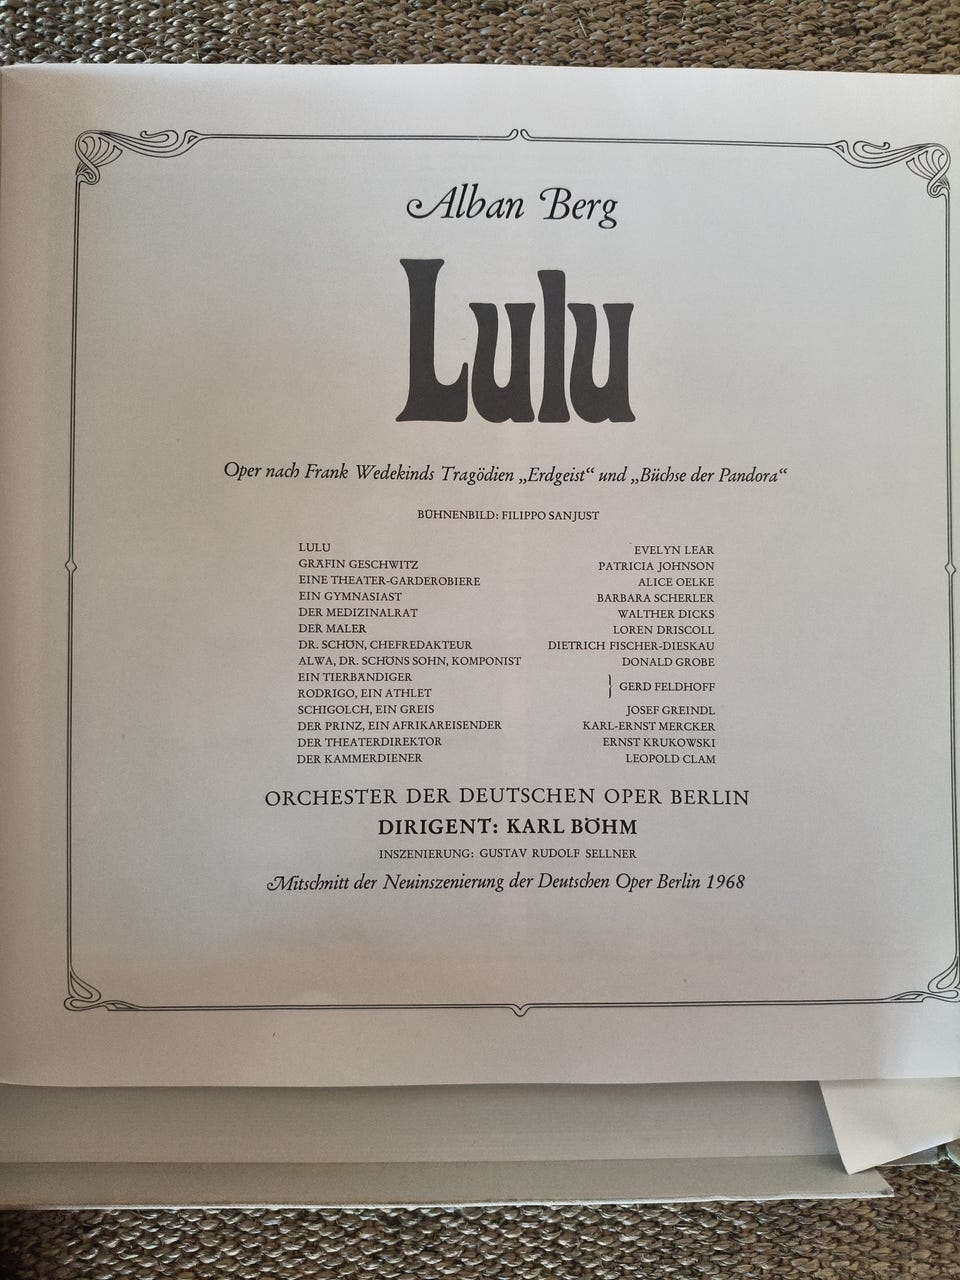 Alban Berg
Lulu
Oper nach Frank Wedekinds Tragödien „Erdgeist“ und „Büchse der Pandora“
BÜHNENBILD: FILIPPO SANJUST
LULU EVELYN LEAR
GRÄFIN GESCHWITZ PATRICIA JOHNSON
EINE THEATER-GARDEROBIERE ALICE OELKE
EIN GYMNASIAST BARBARA SCHERLER
DER MEDIZINALRAT WALTHER DICKS
DER MALER LOREN DRISCOLL
DR. SCHÖN, CHEFREDAKTEUR DIETRICH FISCHER-DIESKAU
ALWA, DR. SCHÖNS SOHN, KOMPONIST DONALD GROBE
EIN TIERBÄNDIGER
RODRIGO, EIN ATHLET } GERD FELDHOFF
SCHIGOLCH, EIN GREIS JOSEF GREINDL
DER PRINZ, EIN AFRIKAREISENDER KARL-ERNST MERCKER
DER THEATERDIREKTOR ERNST KRUKOWSKI
DER KAMMERDIENER LEOPOLD CLAM
ORCHESTER DER DEUTSCHEN OPER BERLIN
DIRIGENT: KARL BÖHM
INSZENIERUNG: GUSTAV RUDOLF SELLNER
Mitschnitt der Neuinszenierung der Deutschen Oper Berlin 1968